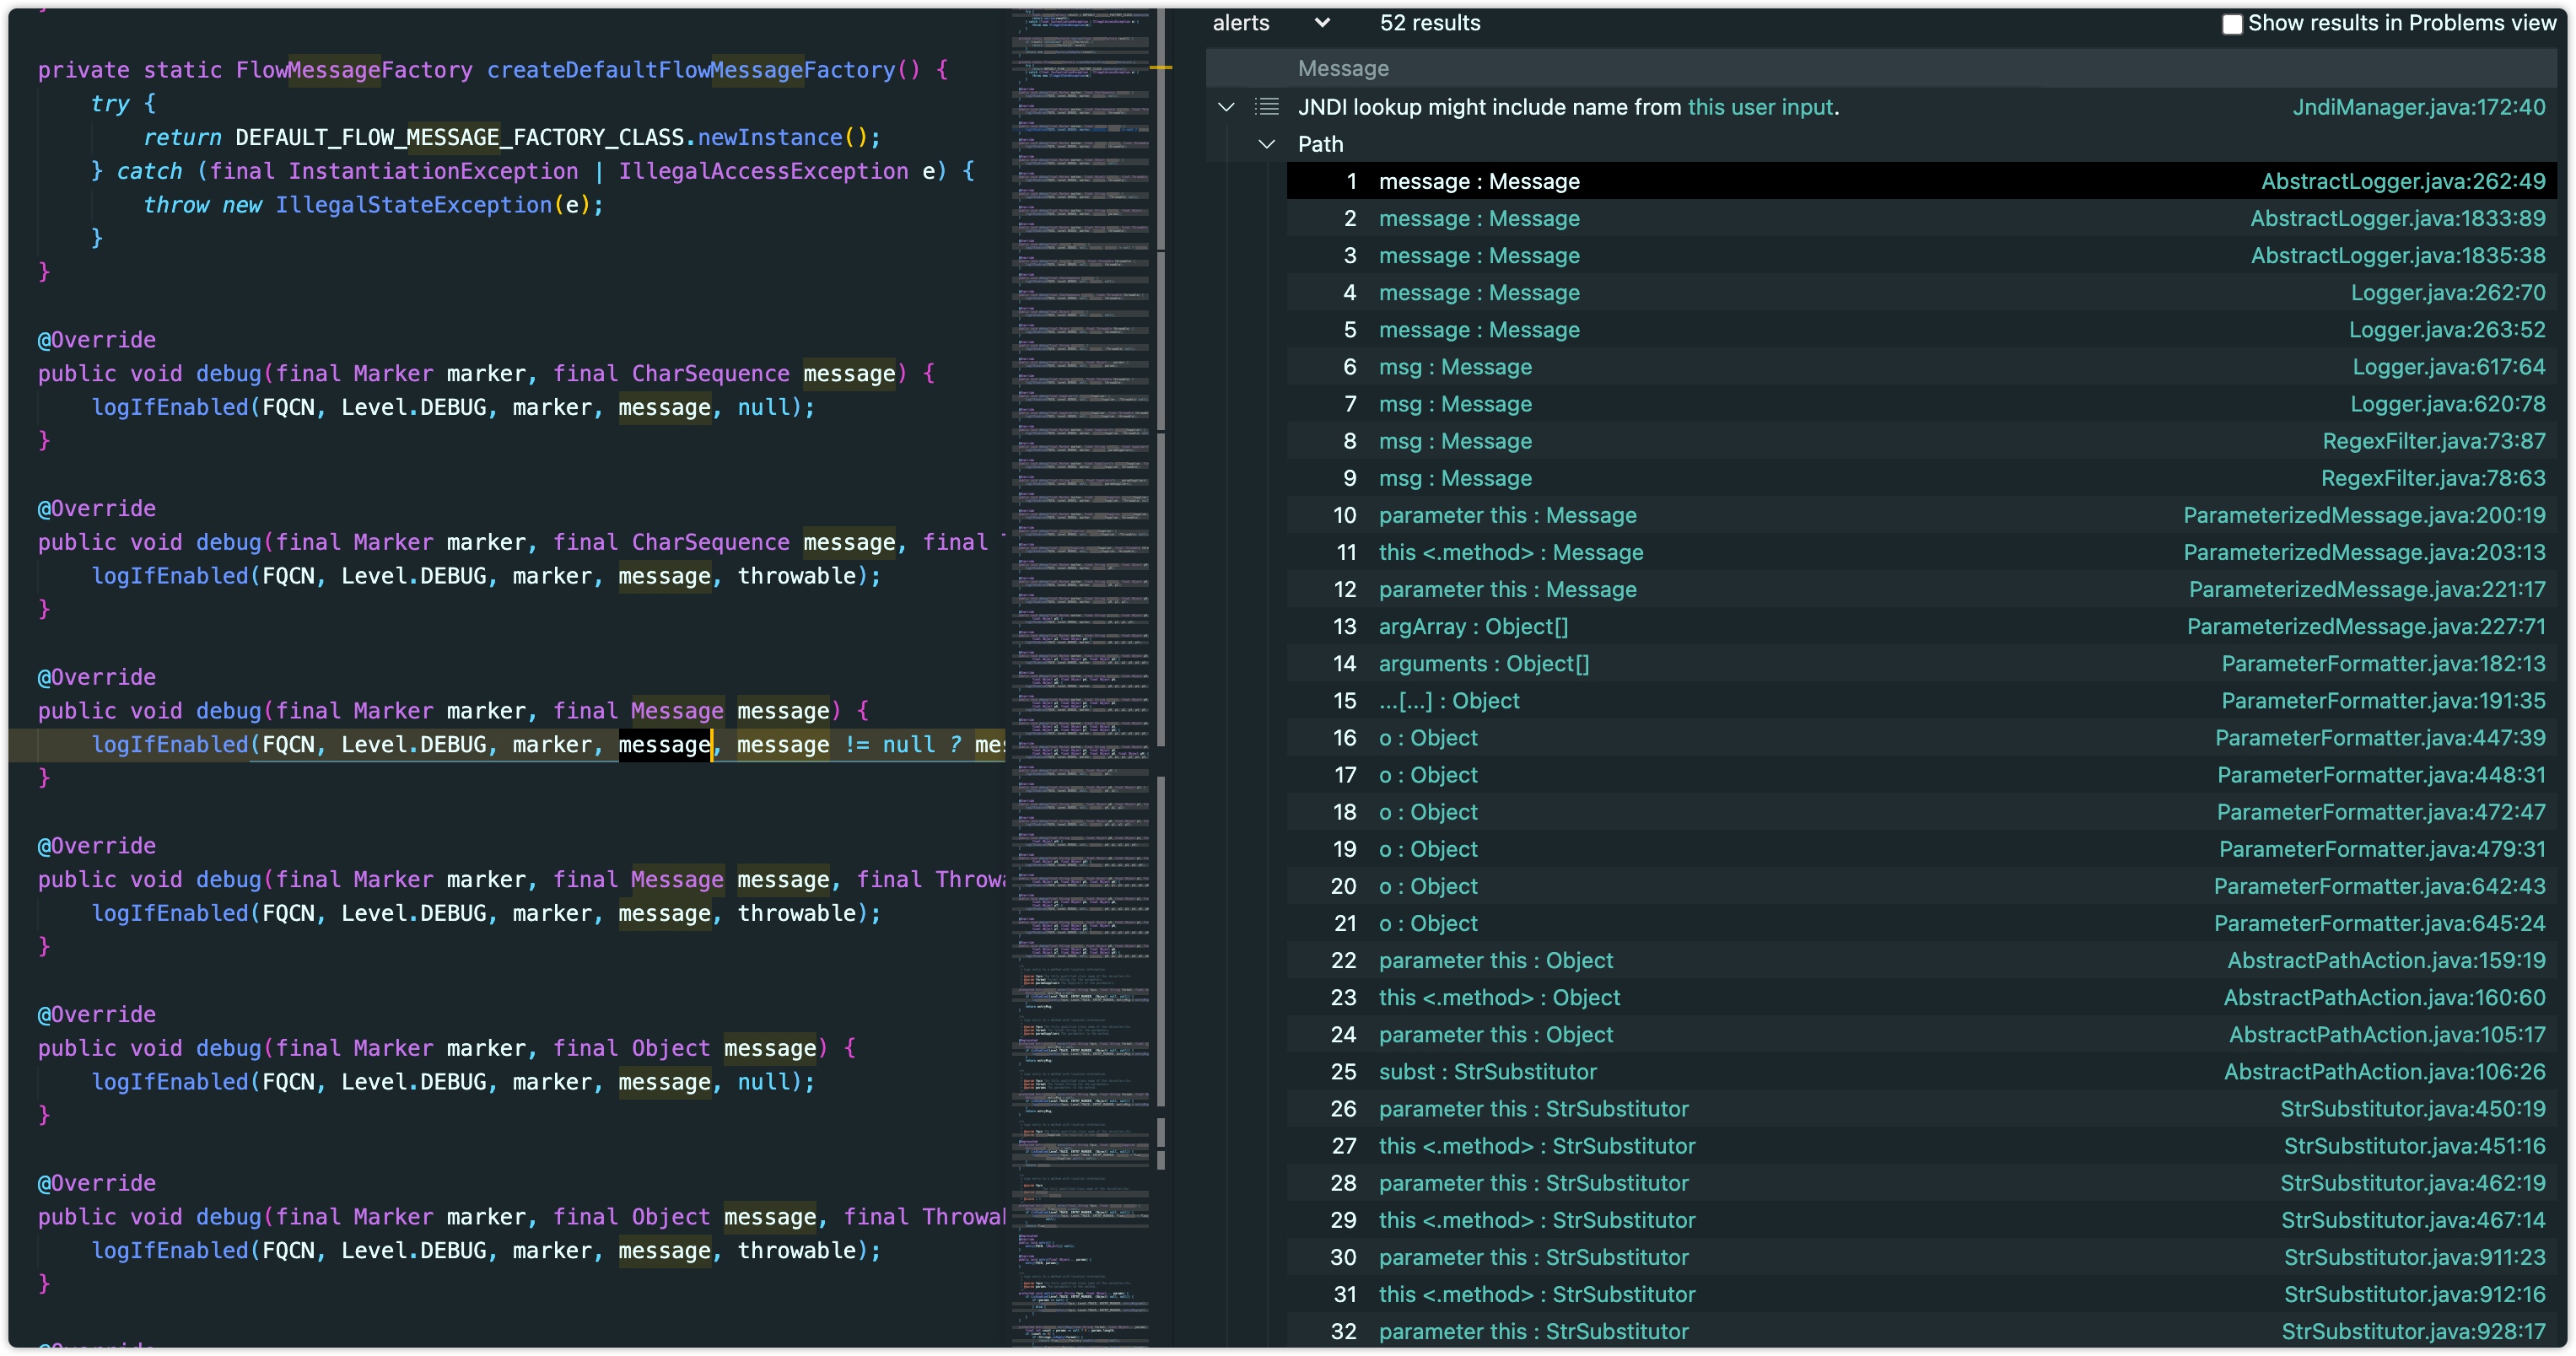 }
private static FlowMessageFactory createDefaultFlowMessageFactory() {
try {
return DEFAULT_FLOW_MESSAGE_FACTORY_CLASS.newInstance();
} catch (final InstantiationException | IllegalAccessException e) {
throw new IllegalStateException(e);
}
}
@Override
public void debug(final Marker marker, final CharSequence message) {
logIfEnabled(FQCN, Level.DEBUG, marker, message, null);
}
@Override
public void debug(final Marker marker, final CharSequence message, final
logIfEnabled(FQCN, Level.DEBUG, marker, message, throwable);
}
@Override
public void debug(final Marker marker, final Message message) {
logIfEnabled(FQCN, Level.DEBUG, marker, message, message != null ? mes
}
@Override
public void debug(final Marker marker, final Message message, final Throwa
logIfEnabled(FQCN, Level.DEBUG, marker, message, throwable);
}
@Override
public void debug(final Marker marker, final Object message) {
logIfEnabled(FQCN, Level.DEBUG, marker, message, null);
}
@Override
public void debug(final Marker marker, final Object message, final Throwal
logIfEnabled(FQCN, Level.DEBUG, marker, message, throwable);
}
alerts 52 results Show results in Problems view
Message
JNDI lookup might include name from this user input. JndiManager.java:172:40
Path
1 message : Message AbstractLogger.java:262:49
2 message : Message AbstractLogger.java:1833:89
3 message : Message AbstractLogger.java:1835:38
4 message : Message Logger.java:262:70
5 message : Message Logger.java:263:52
6 msg : Message Logger.java:617:64
7 msg : Message Logger.java:620:78
8 msg : Message RegexFilter.java:73:87
9 msg : Message RegexFilter.java:78:63
10 parameter this : Message ParameterizedMessage.java:200:19
11 this <.method> : Message ParameterizedMessage.java:203:13
12 parameter this : Message ParameterizedMessage.java:221:17
13 argArray : Object[] ParameterizedMessage.java:227:71
14 arguments : Object[] ParameterFormatter.java:182:13
15 ...[...] : Object ParameterFormatter.java:191:35
16 o : Object ParameterFormatter.java:447:39
17 o : Object ParameterFormatter.java:448:31
18 o : Object ParameterFormatter.java:472:47
19 o : Object ParameterFormatter.java:479:31
20 o : Object ParameterFormatter.java:642:43
21 o : Object ParameterFormatter.java:645:24
22 parameter this : Object AbstractPathAction.java:159:19
23 this <.method> : Object AbstractPathAction.java:160:60
24 parameter this : Object AbstractPathAction.java:105:17
25 subst : StrSubstitutor AbstractPathAction.java:106:26
26 parameter this : StrSubstitutor StrSubstitutor.java:450:19
27 this <.method> : StrSubstitutor StrSubstitutor.java:451:16
28 parameter this : StrSubstitutor StrSubstitutor.java:462:19
29 this <.method> : StrSubstitutor StrSubstitutor.java:467:14
30 parameter this : StrSubstitutor StrSubstitutor.java:911:23
31 this <.method> : StrSubstitutor StrSubstitutor.java:912:16
32 parameter this : StrSubstitutor StrSubstitutor.java:928:17